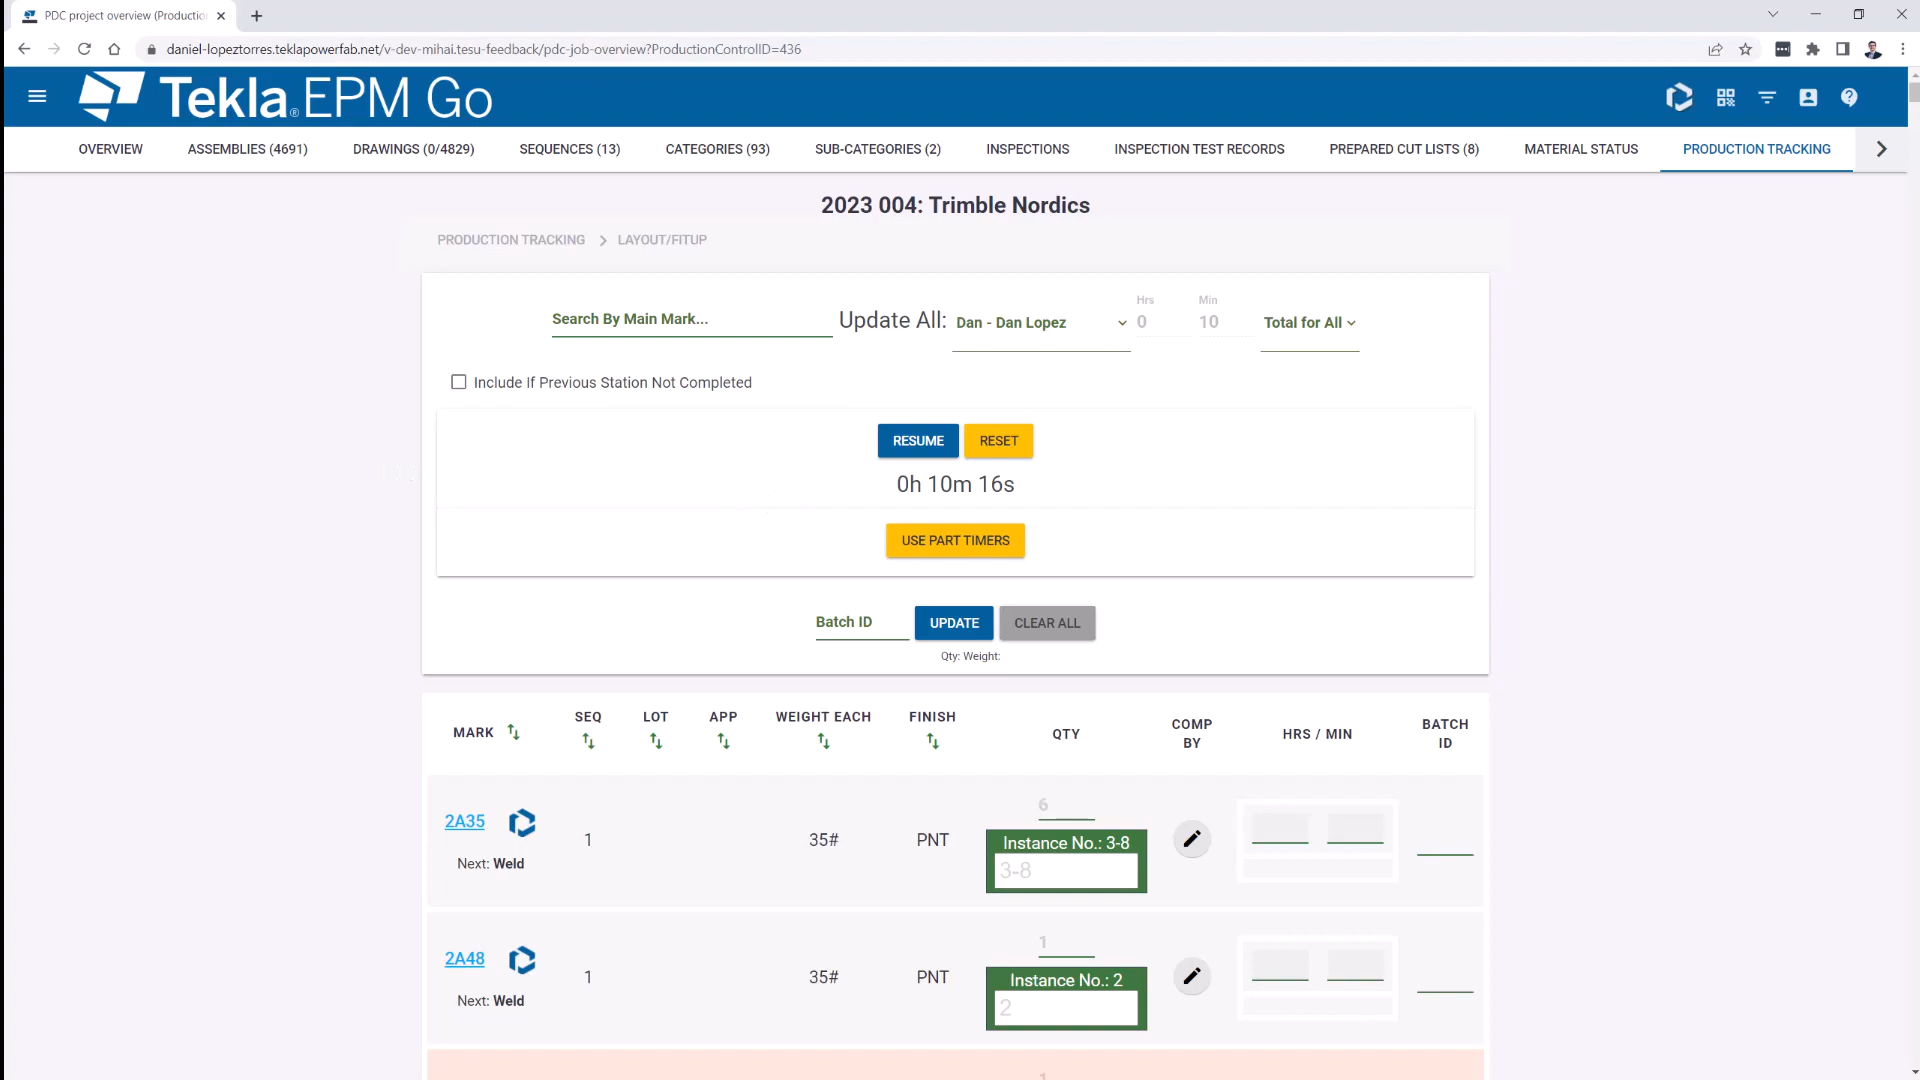 PDC project overview (Productio
daniel-lopeztorres.teklapowerfab.net/v-dev-mihai.tesu-feedback/pdc-job-overview?ProductionControlID=436
Tekla® EPM Go
OVERVIEW ASSEMBLIES (4691) DRAWINGS (0/4829) SEQUENCES (13) CATEGORIES (93) SUB-CATEGORIES (2) INSPECTIONS INSPECTION TEST RECORDS PREPARED CUT LISTS (8) MATERIAL STATUS PRODUCTION TRACKING
2023 004: Trimble Nordics
PRODUCTION TRACKING > LAYOUT/FITUP
Hrs Min
Search By Main Mark... Update All: Dan - Dan Lopez 0 10 Total for All
Include If Previous Station Not Completed
RESUME RESET
0h 10m 16s
USE PART TIMERS
Batch ID UPDATE CLEAR ALL
Qty: Weight:
MARK SEQ LOT APP WEIGHT EACH FINISH QTY COMP BY HRS / MIN BATCH ID
6
2A35 1 35# PNT Instance No.: 3-8
3-8
Next: Weld
1
2A48 1 35# PNT Instance No.: 2
2
Next: Weld
1